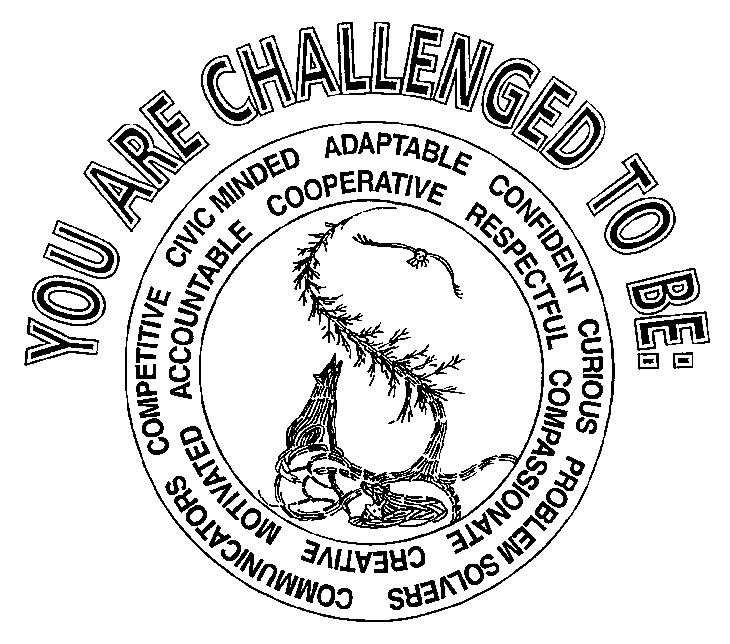 YOU ARE CHALLENGED TO BE:
COMMUNICATORS COMPETITIVE CIVIC MINDED ADAPTABLE CONFIDENT CURIOUS PROBLEM SOLVERS
MOTIVATED ACCOUNTABLE COOPERATIVE RESPECTFUL COMPASSIONATE CREATIVE